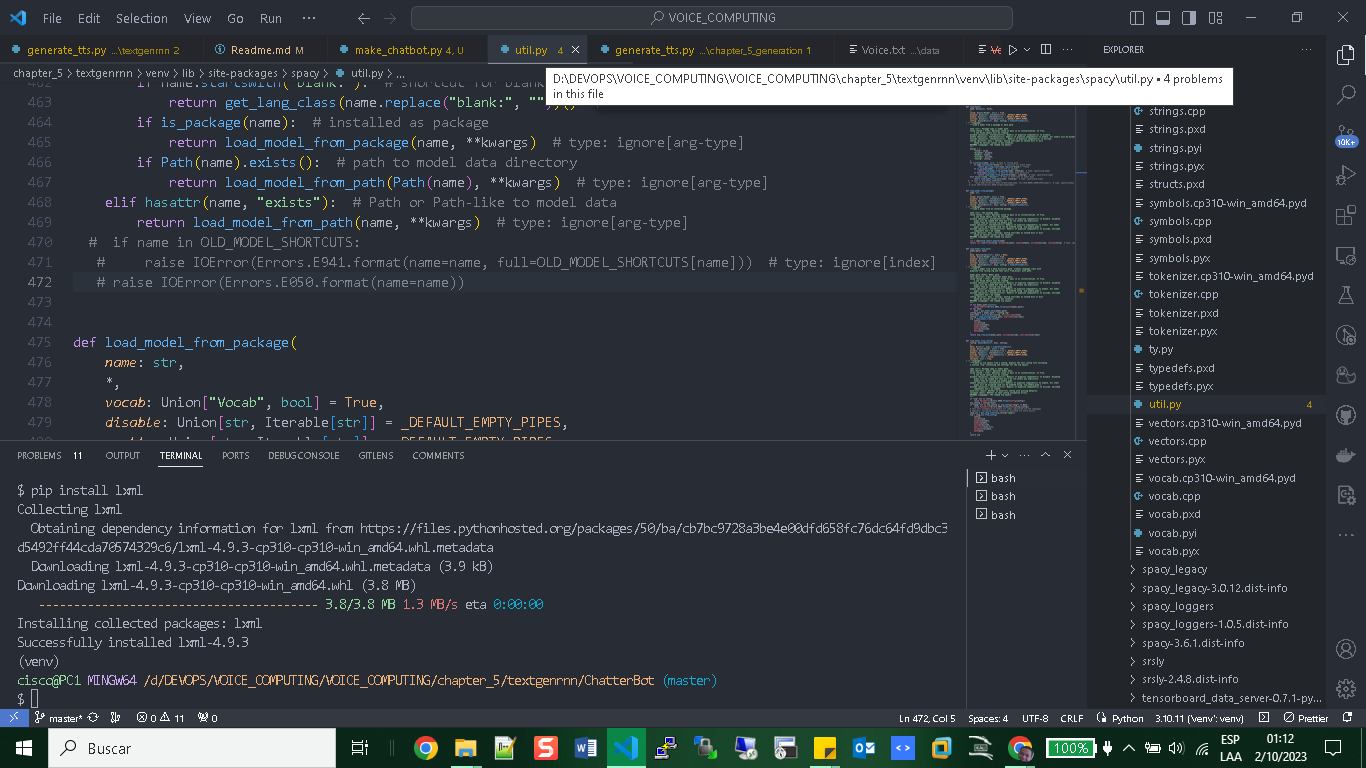 File Edit Selection View Go Run ··· VOICE_COMPUTING
generate_tts.py ...\textgenrnn 2 Readme.md M make_chatbot.py 4, U util.py 4 generate_tts.py ...\chapter_5_generation 1 Voice.txt ...\data
EXPLORER
chapter_5 > textgenrnn > venv > lib > site-packages > spacy > util.py > ...
D:\DEVOPS\VOICE_COMPUTING\VOICE_COMPUTING\chapter_5\textgenrnn\venv\lib\site-packages\spacy\util.py • 4 problems
in this file
463 return get_lang_class(name.replace("blank:", ""))()
464 if is_package(name):  # installed as package
465 return load_model_from_package(name, **kwargs)  # type: ignore[arg-type]
466 if Path(name).exists():  # path to model data directory
467 return load_model_from_path(Path(name), **kwargs)  # type: ignore[arg-type]
468 elif hasattr(name, "exists"):  # Path or Path-like to model data
469 return load_model_from_path(name, **kwargs)  # type: ignore[arg-type]
470 #  if name in OLD_MODEL_SHORTCUTS:
471 #     raise IOError(Errors.E941.format(name=name, full=OLD_MODEL_SHORTCUTS[name]))  # type: ignore[index]
472 # raise IOError(Errors.E050.format(name=name))
473
474
475 def load_model_from_package(
476 name: str,
477 *,
478 vocab: Union["Vocab", bool] = True,
479 disable: Union[str, Iterable[str]] = _DEFAULT_EMPTY_PIPES,
strings.cpp
strings.pxd
strings.pyi
strings.pyx
structs.pxd
symbols.cp310-win_amd64.pyd
symbols.cpp
symbols.pxd
symbols.pyx
tokenizer.cp310-win_amd64.pyd
tokenizer.cpp
tokenizer.pxd
tokenizer.pyx
ty.py
typedefs.pxd
typedefs.pyx
util.py 4
vectors.cp310-win_amd64.pyd
vectors.cpp
vectors.pyx
vocab.cp310-win_amd64.pyd
vocab.cpp
vocab.pxd
vocab.pyi
vocab.pyx
spacy_legacy
spacy_legacy-3.0.12.dist-info
spacy_loggers
spacy_loggers-1.0.5.dist-info
spacy-3.6.1.dist-info
srsly
srsly-2.4.8.dist-info
tensorboard_data_server-0.7.1-py...
10K+
PROBLEMS 11 OUTPUT TERMINAL PORTS DEBUG CONSOLE GITLENS COMMENTS
$ pip install lxml
Collecting lxml
Obtaining dependency information for lxml from https://files.pythonhosted.org/packages/50/ba/cb7bc9728a3be4e00dfd658fc76dc64fd9dbc3
d5492ff44cda70574329c6/lxml-4.9.3-cp310-cp310-win_amd64.whl.metadata
Downloading lxml-4.9.3-cp310-cp310-win_amd64.whl.metadata (3.9 kB)
Downloading lxml-4.9.3-cp310-cp310-win_amd64.whl (3.8 MB)
---------------------------------------- 3.8/3.8 MB 1.3 MB/s eta 0:00:00
Installing collected packages: lxml
Successfully installed lxml-4.9.3
(venv)
cisco@PC1 MINGW64 /d/DEVOPS/VOICE_COMPUTING/VOICE_COMPUTING/chapter_5/textgenrnn/ChatterBot (master)
$
bash
bash
bash
master* 0 11 0 Ln 472, Col 5 Spaces: 4 UTF-8 CRLF Python 3.10.11 ('venv': venv) Prettier
Buscar 100% ESP 01:12
LAA 2/10/2023